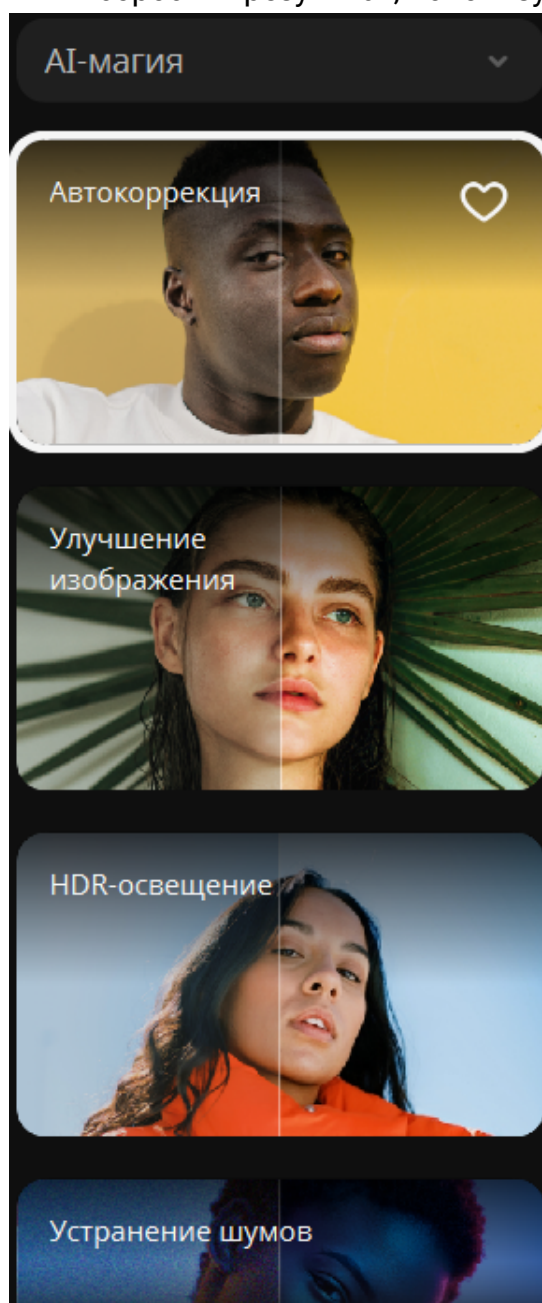 AI-магия
Автокоррекция
Улучшение
изображения
HDR-освещение
Устранение шумов